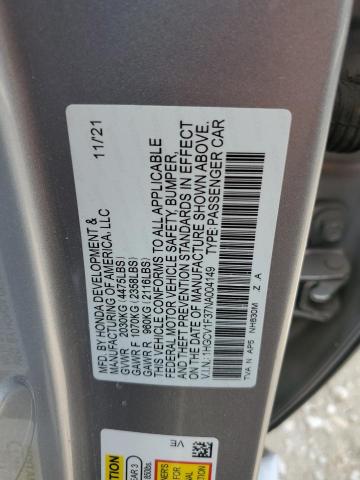 MFD. BY HONDA DEVELOPMENT & 11/21
MANUFACTURING OF AMERICA, LLC
GVWR 2030KG (4475LBS)
GAWR F 1070KG (2358LBS)
GAWR R 960KG (2116LBS)
THIS VEHICLE CONFORMS TO ALL APPLICABLE
FEDERAL MOTOR VEHICLE SAFETY, BUMPER,
AND THEFT PREVENTION STANDARDS IN EFFECT
ON THE DATE OF MANUFACTURE SHOWN ABOVE.
V.I.N.: 1HGCV1F37NA004149 TYPE:PASSENGER CAR
TVA N AP5 NH830M Z A
VE